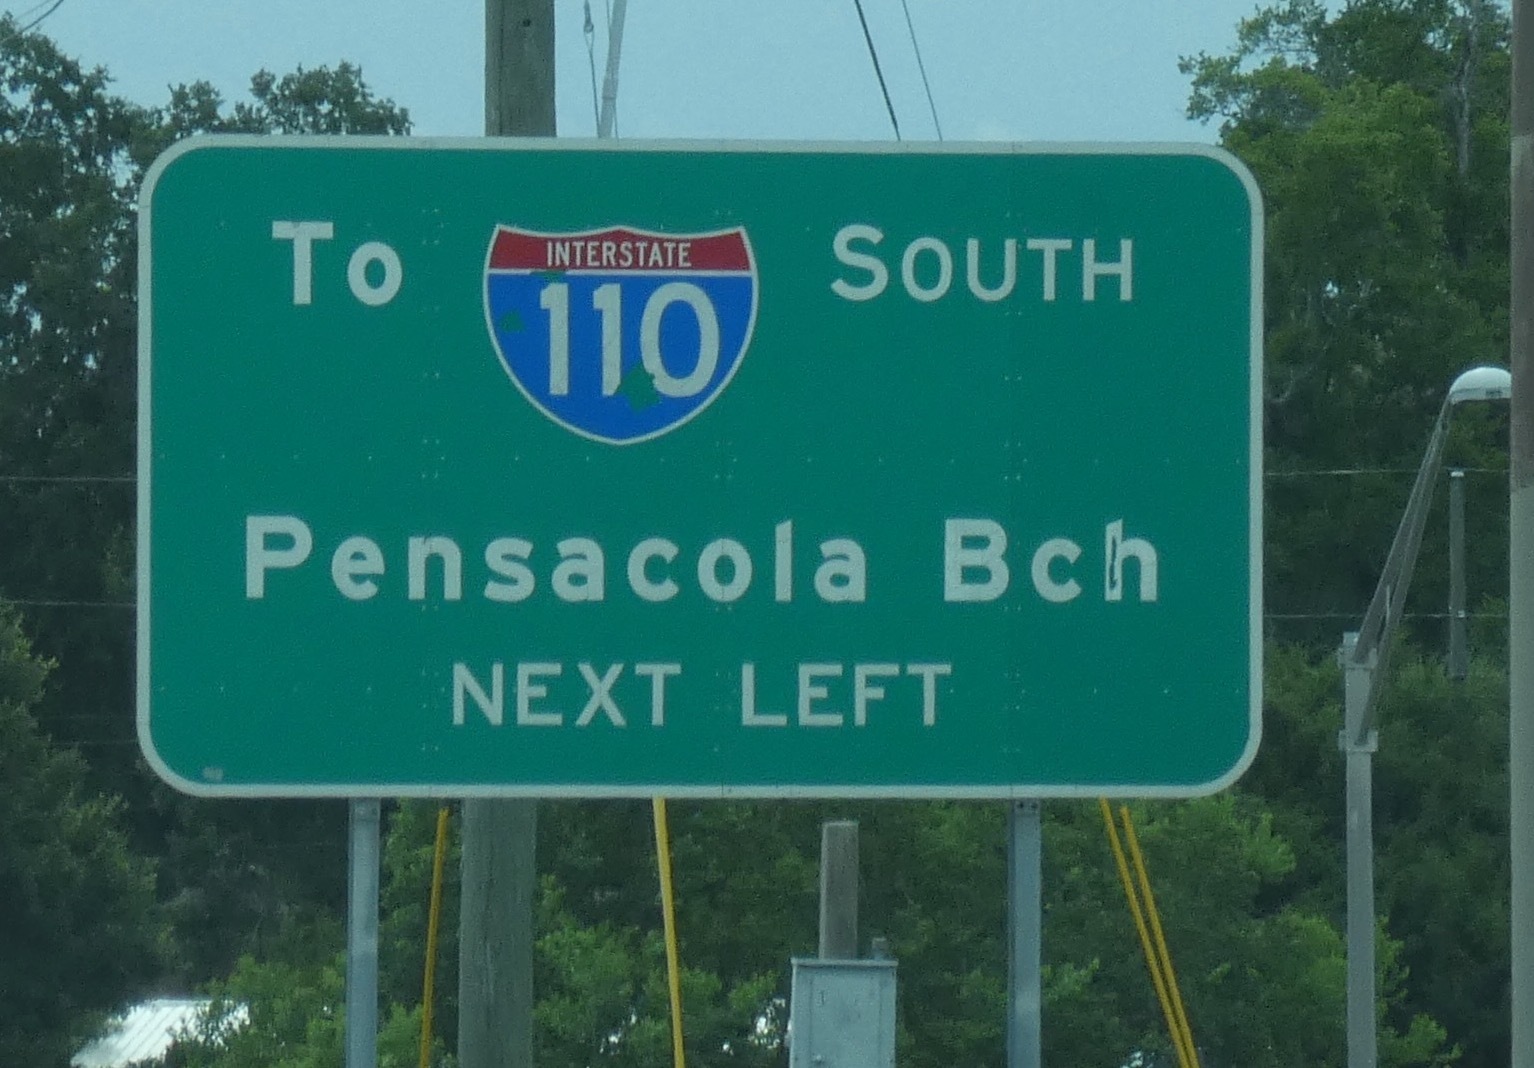 To INTERSTATE 110 SOUTH
Pensacola Bch
NEXT LEFT